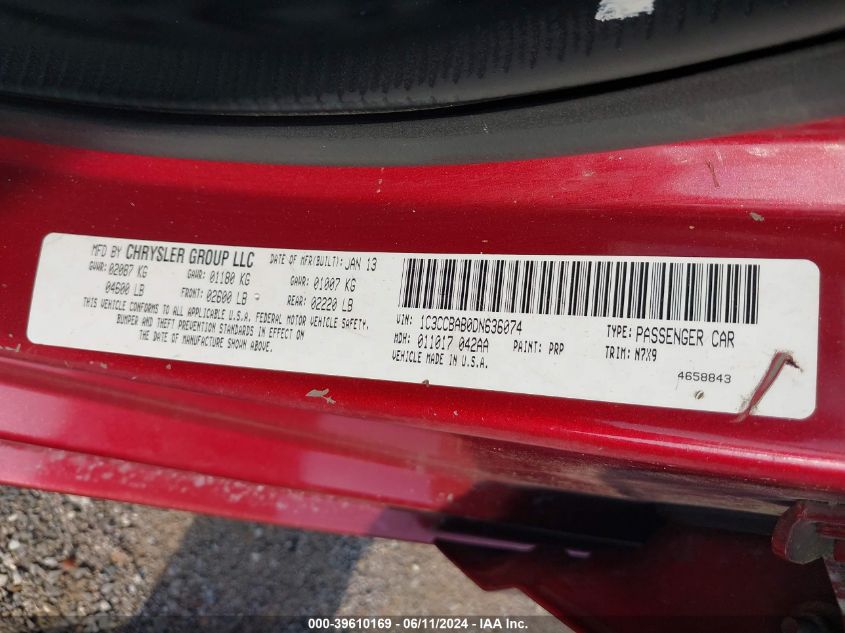 MFD BY CHRYSLER GROUP LLC DATE OF MFR(BUILT): JAN 13
GVWR: 02087 KG GAWR: 01180 KG GAWR: 01007 KG
04600 LB FRONT: 02600 LB REAR: 02220 LB
THIS VEHICLE CONFORMS TO ALL APPLICABLE U.S.A. FEDERAL MOTOR VEHICLE SAFETY,
BUMPER AND THEFT PREVENTION STANDARDS IN EFFECT ON
THE DATE OF MANUFACTURE SHOWN ABOVE.
VIN: 1C3CCBAB0DN636074 TYPE: PASSENGER CAR
MDH: 011017 042AA PAINT: PRP TRIM: N7X9
VEHICLE MADE IN U.S.A.
4658843
000-39610169 - 06/11/2024 - IAA Inc.